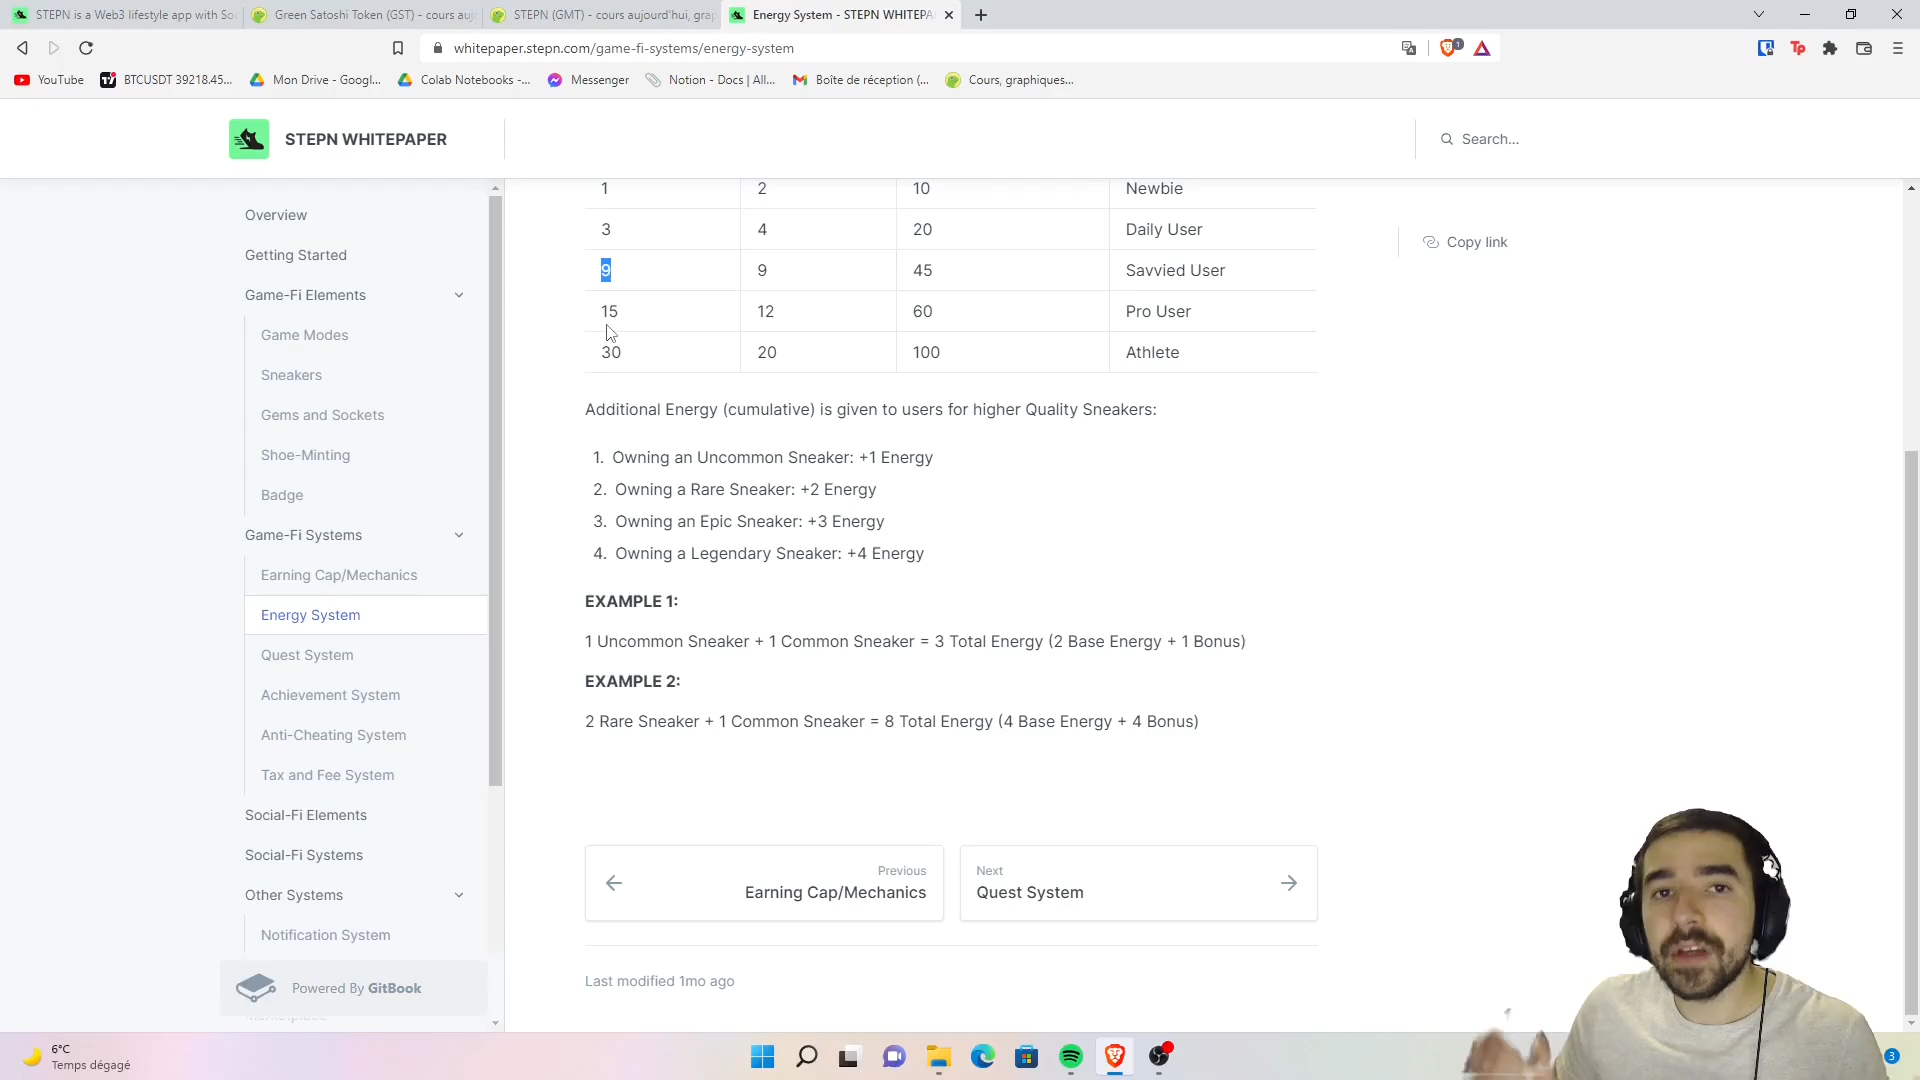 STEPN is a Web3 lifestyle app with Soc
Green Satoshi Token (GST) - cours auj
STEPN (GMT) - cours aujourd'hui, grap
Energy System - STEPN WHITEPA
whitepaper.stepn.com/game-fi-systems/energy-system
1
YouTube
BTCUSDT 39218.45...
Mon Drive - Googl...
Colab Notebooks -...
Messenger
Notion - Docs | All...
Boîte de réception (...
Cours, graphiques...
STEPN WHITEPAPER
Search...
Overview
Getting Started
Game-Fi Elements
Game Modes
Sneakers
Gems and Sockets
Shoe-Minting
Badge
Game-Fi Systems
Earning Cap/Mechanics
Energy System
Quest System
Achievement System
Anti-Cheating System
Tax and Fee System
Social-Fi Elements
Social-Fi Systems
Other Systems
Notification System
Marketplace
Powered By GitBook
1 2 10 Newbie
3 4 20 Daily User
9 9 45 Savvied User
15 12 60 Pro User
30 20 100 Athlete
Copy link
Additional Energy (cumulative) is given to users for higher Quality Sneakers:
1. Owning an Uncommon Sneaker: +1 Energy
2. Owning a Rare Sneaker: +2 Energy
3. Owning an Epic Sneaker: +3 Energy
4. Owning a Legendary Sneaker: +4 Energy
EXAMPLE 1:
1 Uncommon Sneaker + 1 Common Sneaker = 3 Total Energy (2 Base Energy + 1 Bonus)
EXAMPLE 2:
2 Rare Sneaker + 1 Common Sneaker = 8 Total Energy (4 Base Energy + 4 Bonus)
Previous
Earning Cap/Mechanics
Next
Quest System
Last modified 1mo ago
6°C
Temps dégagé
3